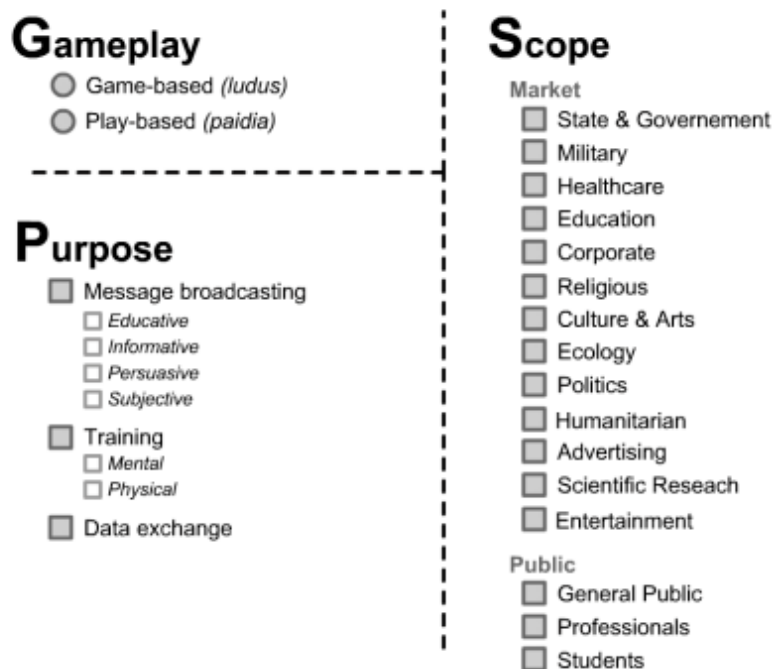 Gameplay
Game-based (ludus)
Play-based (paidia)
Purpose
Message broadcasting
Educative
Informative
Persuasive
Subjective
Training
Mental
Physical
Data exchange
Scope
Market
State & Governement
Military
Healthcare
Education
Corporate
Religious
Culture & Arts
Ecology
Politics
Humanitarian
Advertising
Scientific Reseach
Entertainment
Public
General Public
Professionals
Students